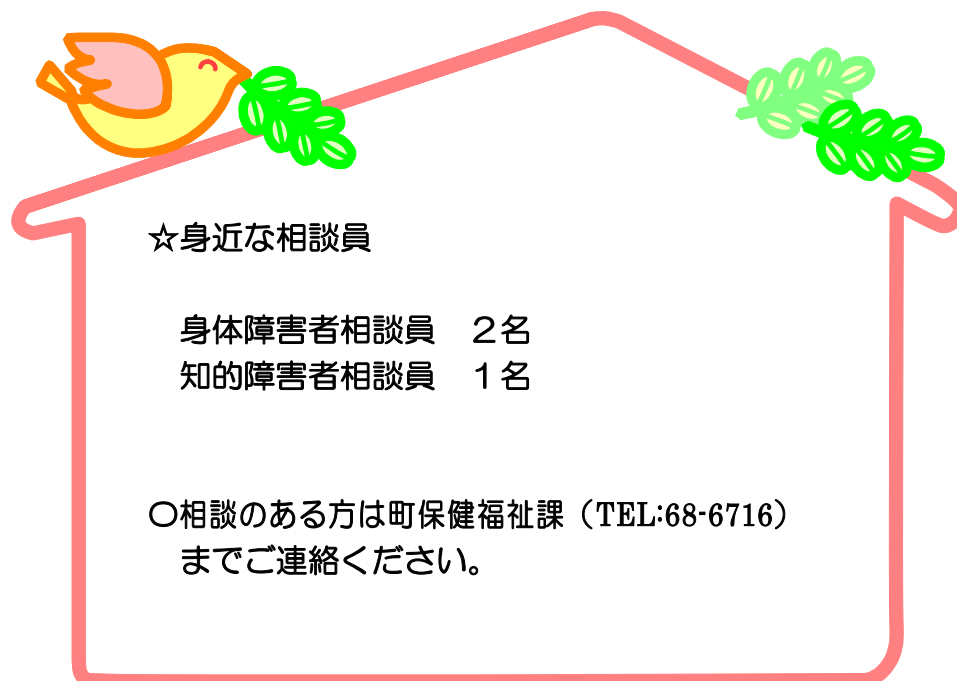 ☆身近な相談員
身体障害者相談員　２名
知的障害者相談員　１名
〇相談のある方は町保健福祉課（TEL:68-6716）
までご連絡ください。